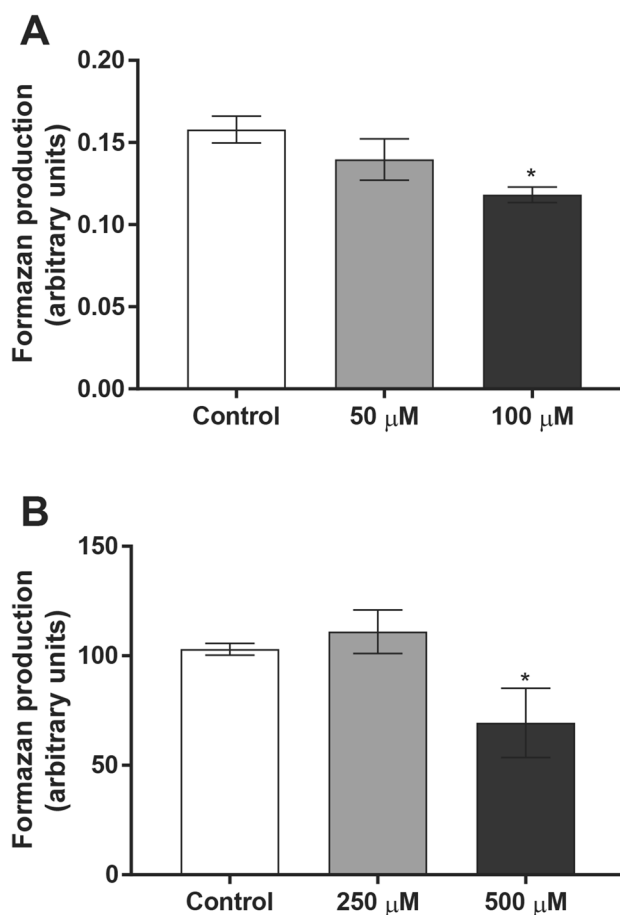 A
Formazan production
(arbitrary units)
0.20
0.15
0.10
0.05
0.00
*
Control 50 μM 100 μM
B
Formazan production
(arbitrary units)
150
100
50
0
*
Control 250 μM 500 μM